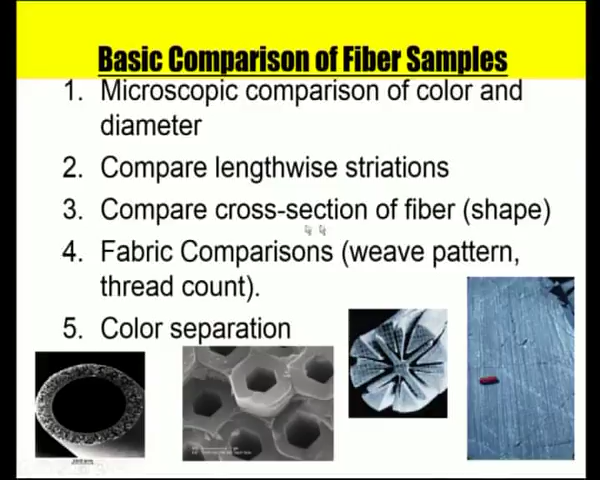 Basic Comparison of Fiber Samples
1. Microscopic comparison of color and
diameter
2. Compare lengthwise striations
3. Compare cross-section of fiber (shape)
4. Fabric Comparisons (weave pattern,
thread count).
5. Color separation